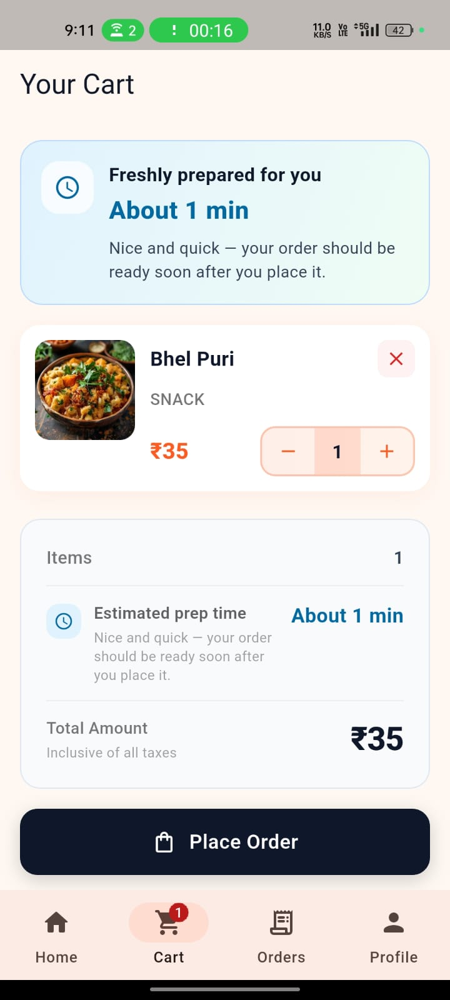 9:11 2 ! 00:16 11.0 KB/S Vo LTE 5G 42
Your Cart
Freshly prepared for you
About 1 min
Nice and quick — your order should be
ready soon after you place it.
Bhel Puri
SNACK
₹35 1
Items 1
Estimated prep time About 1 min
Nice and quick — your order
should be ready soon after
you place it.
Total Amount ₹35
Inclusive of all taxes
Place Order
1
Home Cart Orders Profile